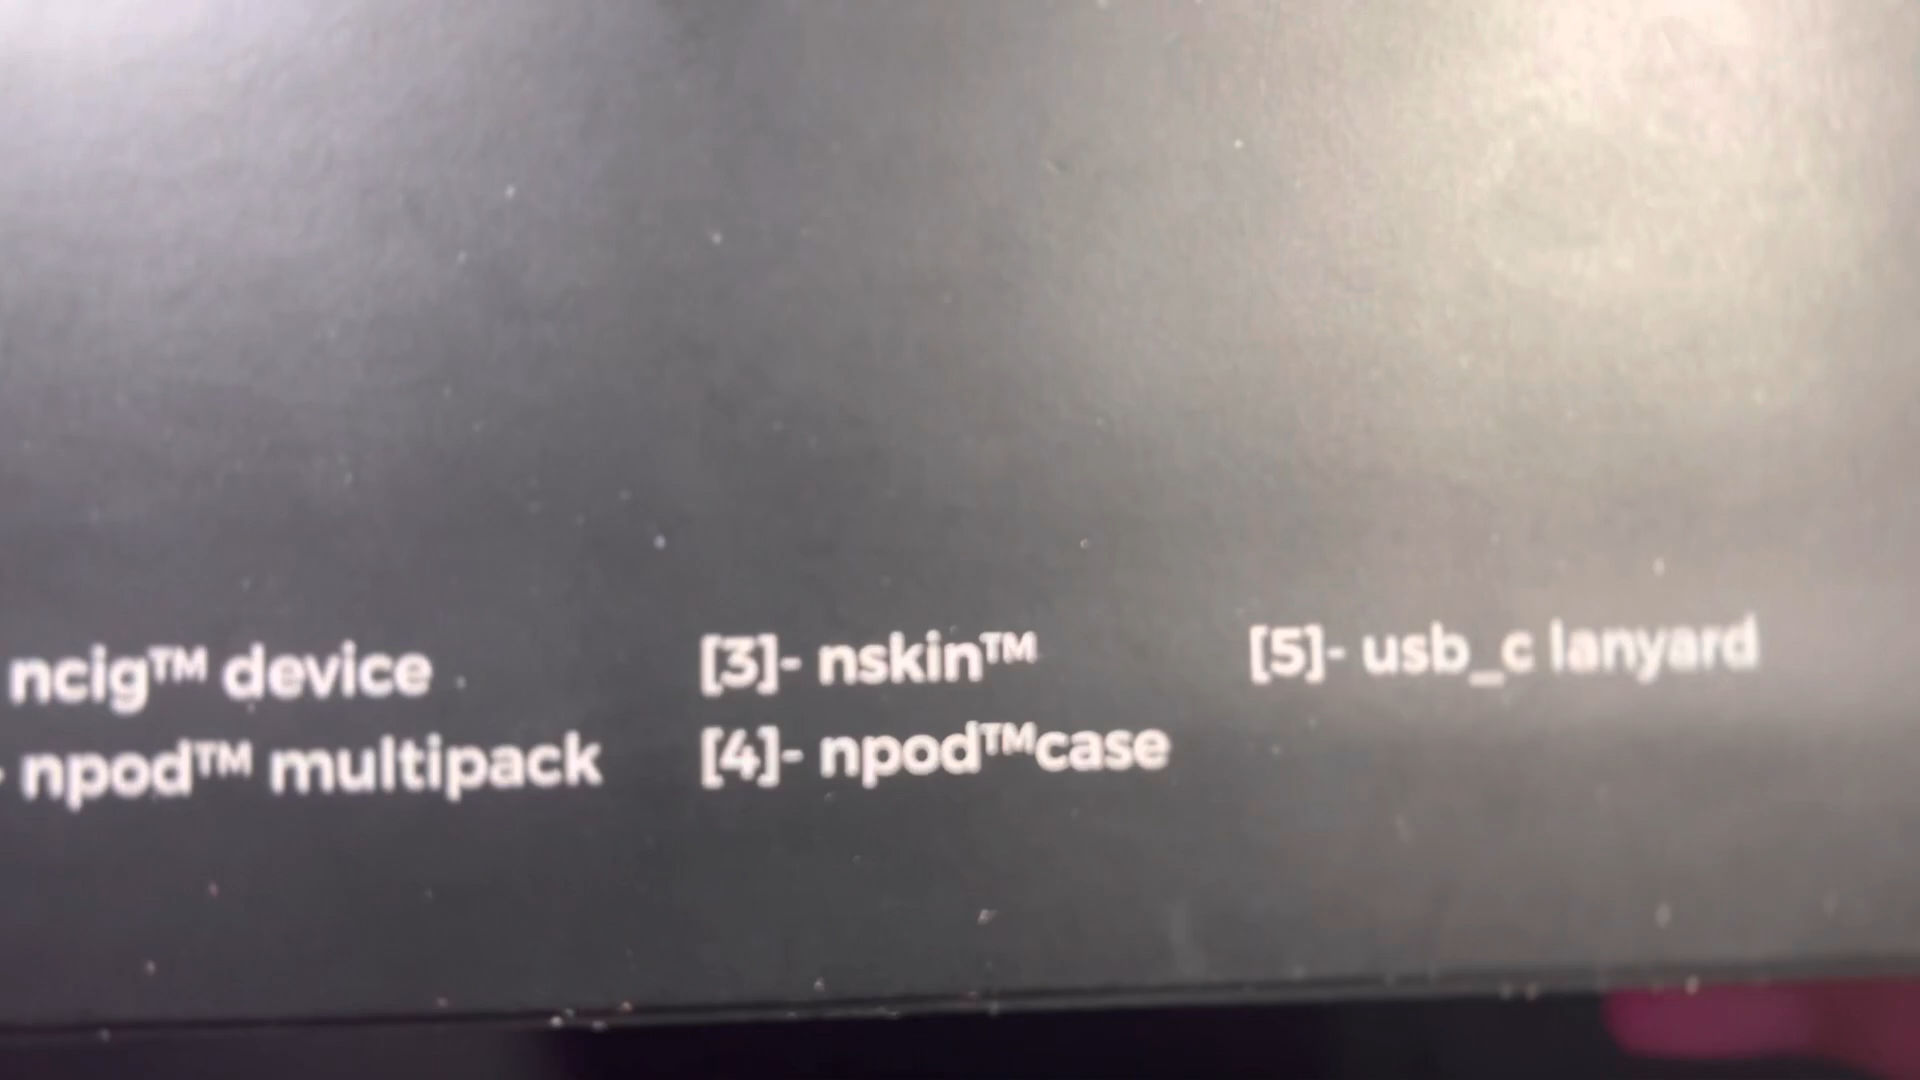 ncig™ device
- npod™ multipack
[3]- nskin™
[4]- npod™case
[5]- usb_c lanyard